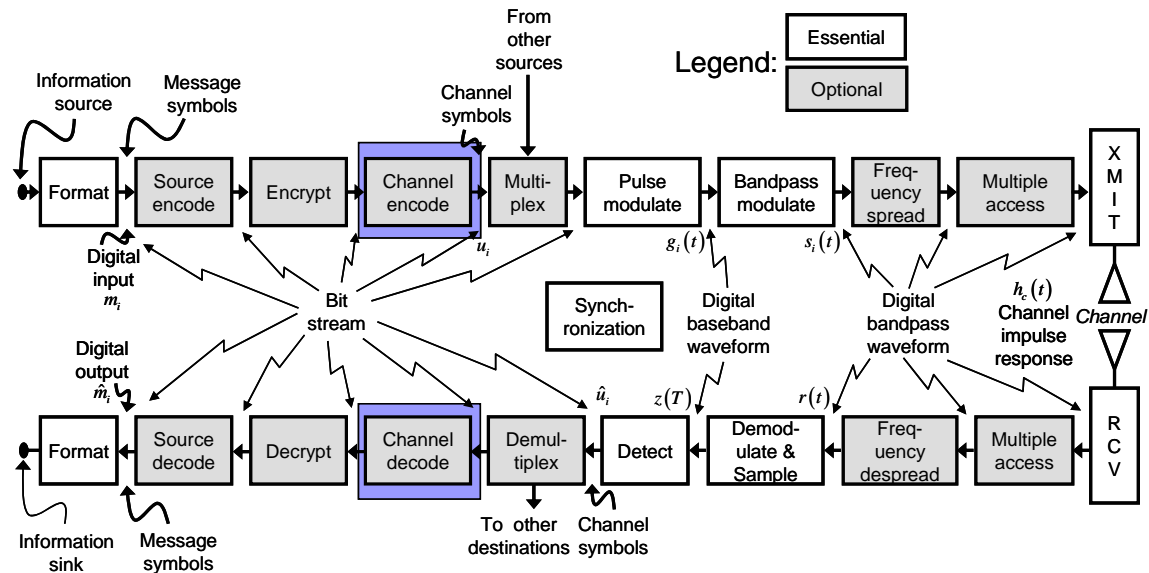 From
other
sources
Legend:
Essential
Optional
Information
source
Message
symbols
Channel
symbols
Format
Source
encode
Encrypt
Channel
encode
Multi-
plex
Pulse
modulate
Bandpass
modulate
Freq-
uency
spread
Multiple
access
X
M
I
T
Digital
input
m_i
u_i
g_i(t)
s_i(t)
Bit
stream
Synch-
ronization
Digital
baseband
waveform
Digital
bandpass
waveform
h_c(t)
Channel
impulse
response
Channel
Digital
output
m̂_i
û_i
z(T)
r(t)
Format
Source
decode
Decrypt
Channel
decode
Demul-
tiplex
Detect
Demod-
ulate &
Sample
Freq-
uency
despread
Multiple
access
R
C
V
Information
sink
Message
symbols
To other
destinations
Channel
symbols